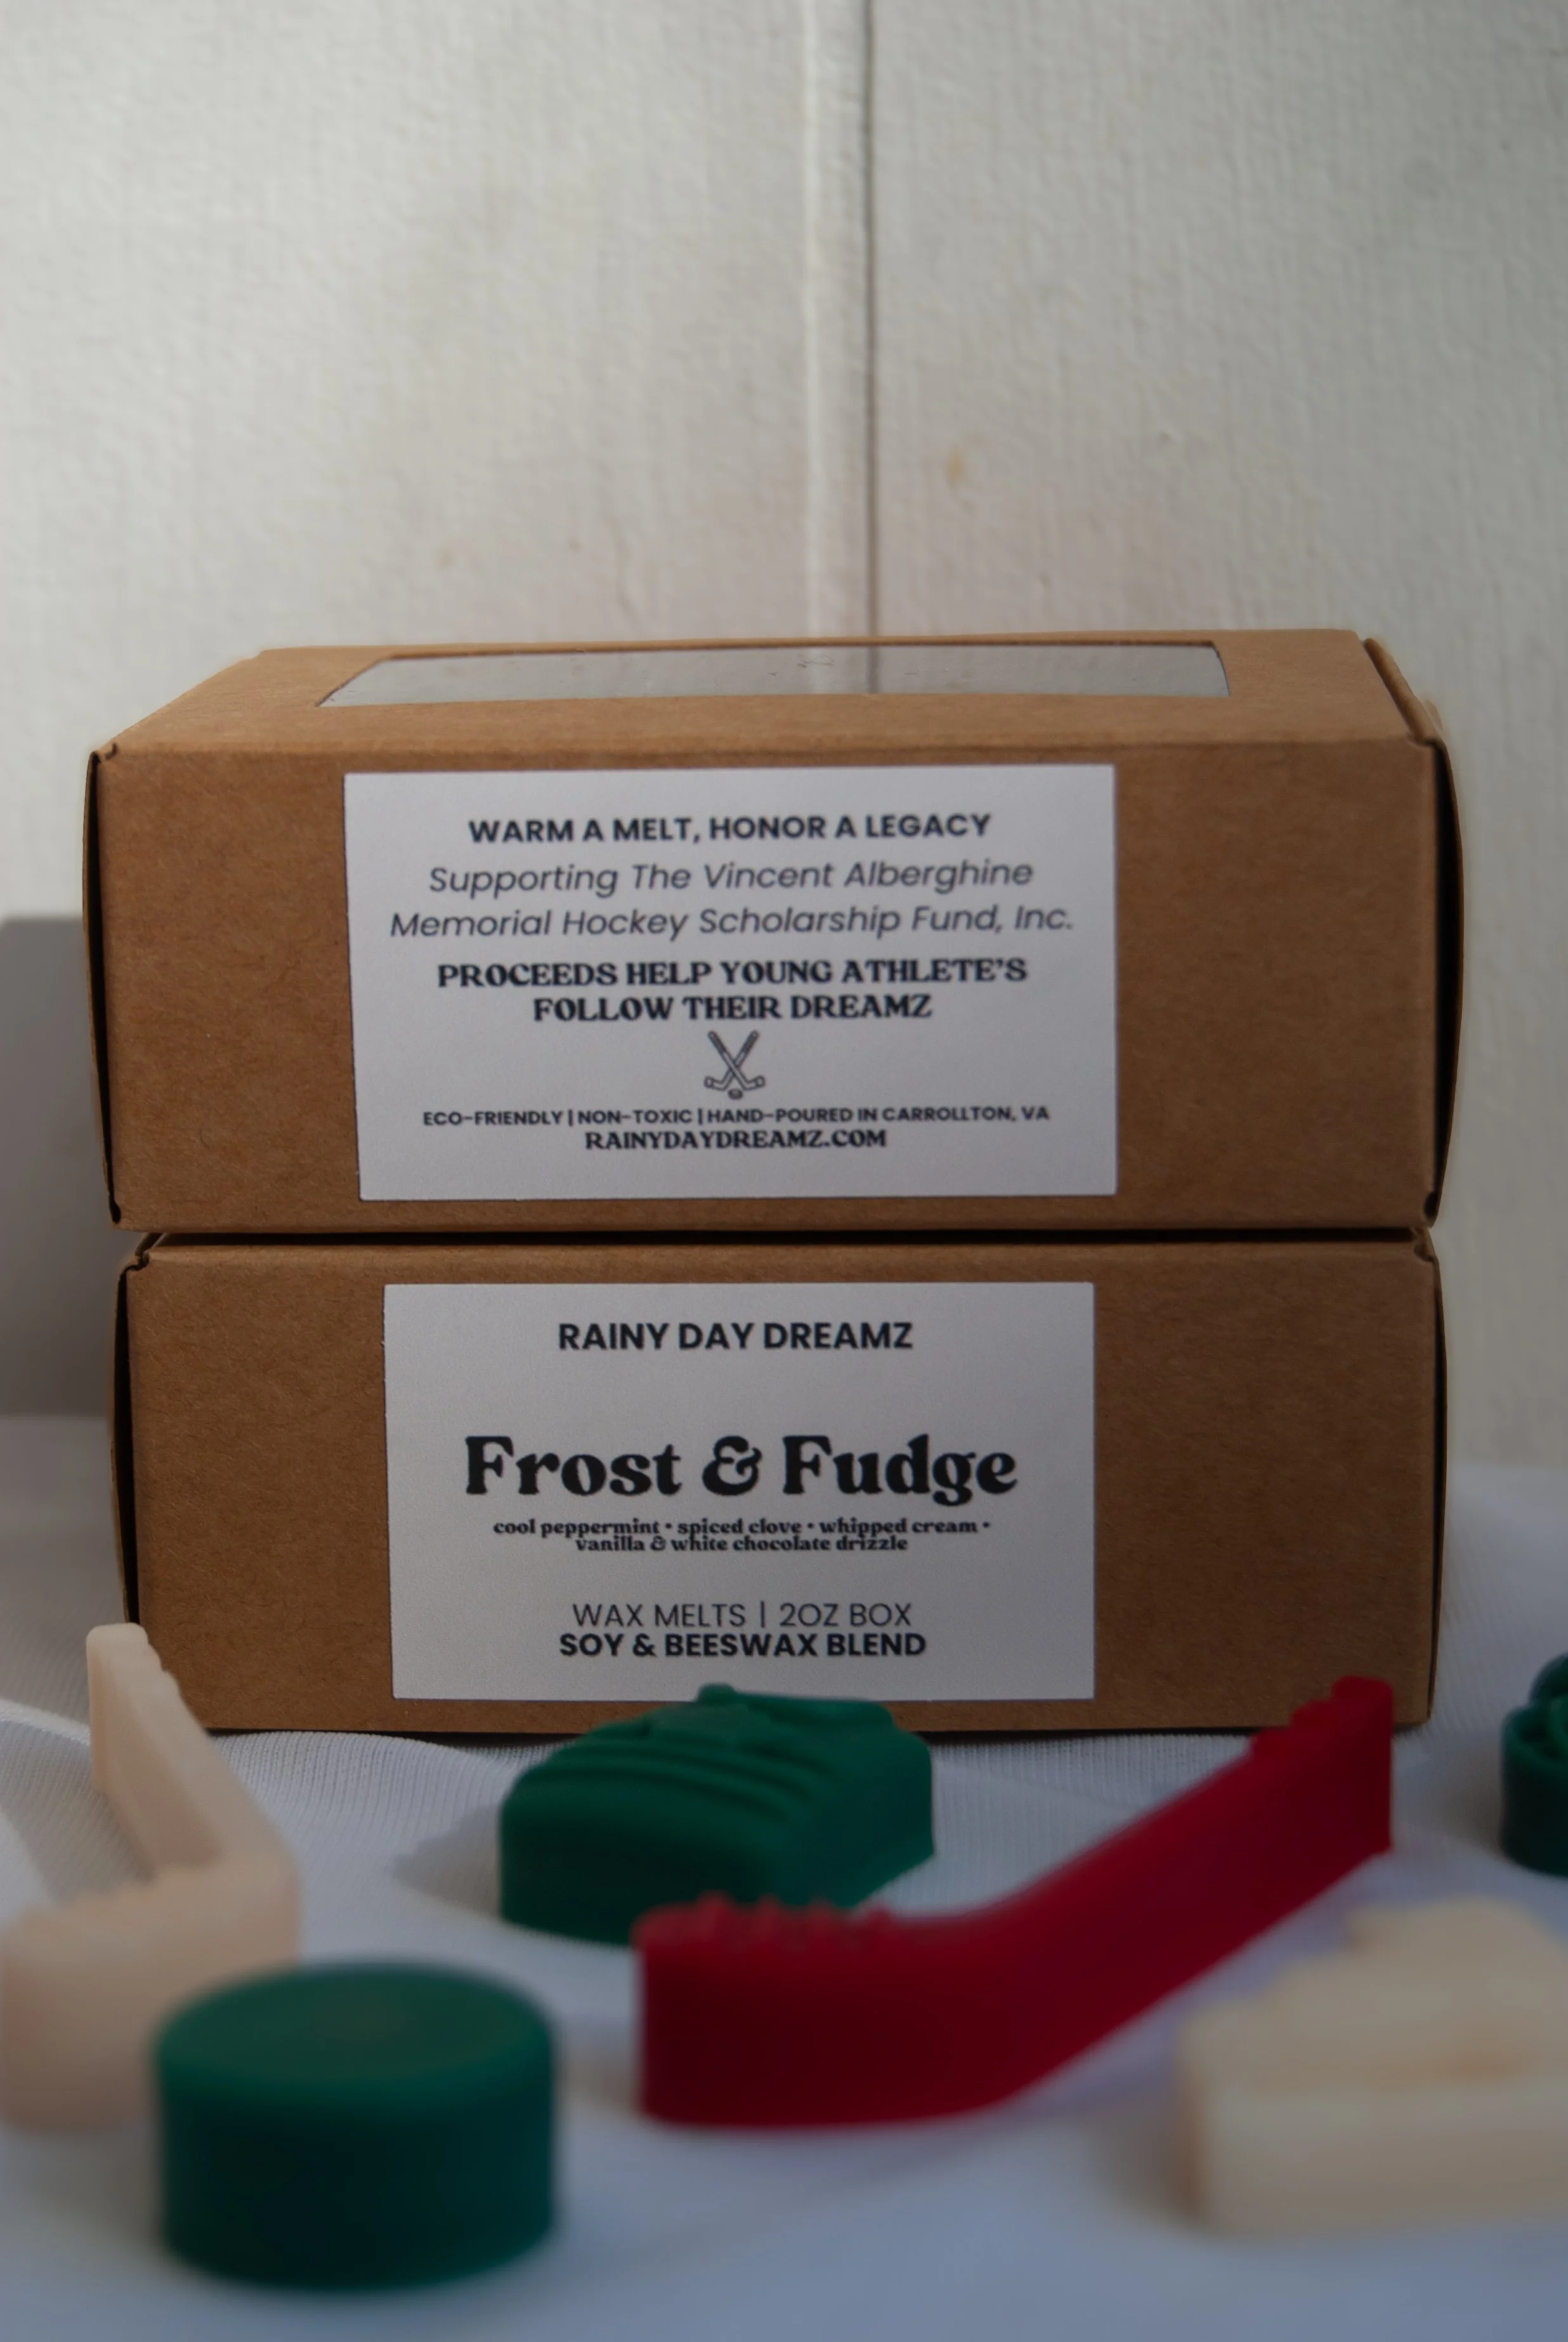 WARM A MELT, HONOR A LEGACY
Supporting The Vincent Alberghine
Memorial Hockey Scholarship Fund, Inc.
PROCEEDS HELP YOUNG ATHLETE'S
FOLLOW THEIR DREAMZ
ECO-FRIENDLY | NON-TOXIC | HAND-POURED IN CARROLLTON, VA
RAINYDAYDREAMZ.COM
RAINY DAY DREAMZ
Frost & Fudge
cool peppermint • spiced clove • whipped cream •
vanilla & white chocolate drizzle
WAX MELTS | 2OZ BOX
SOY & BEESWAX BLEND